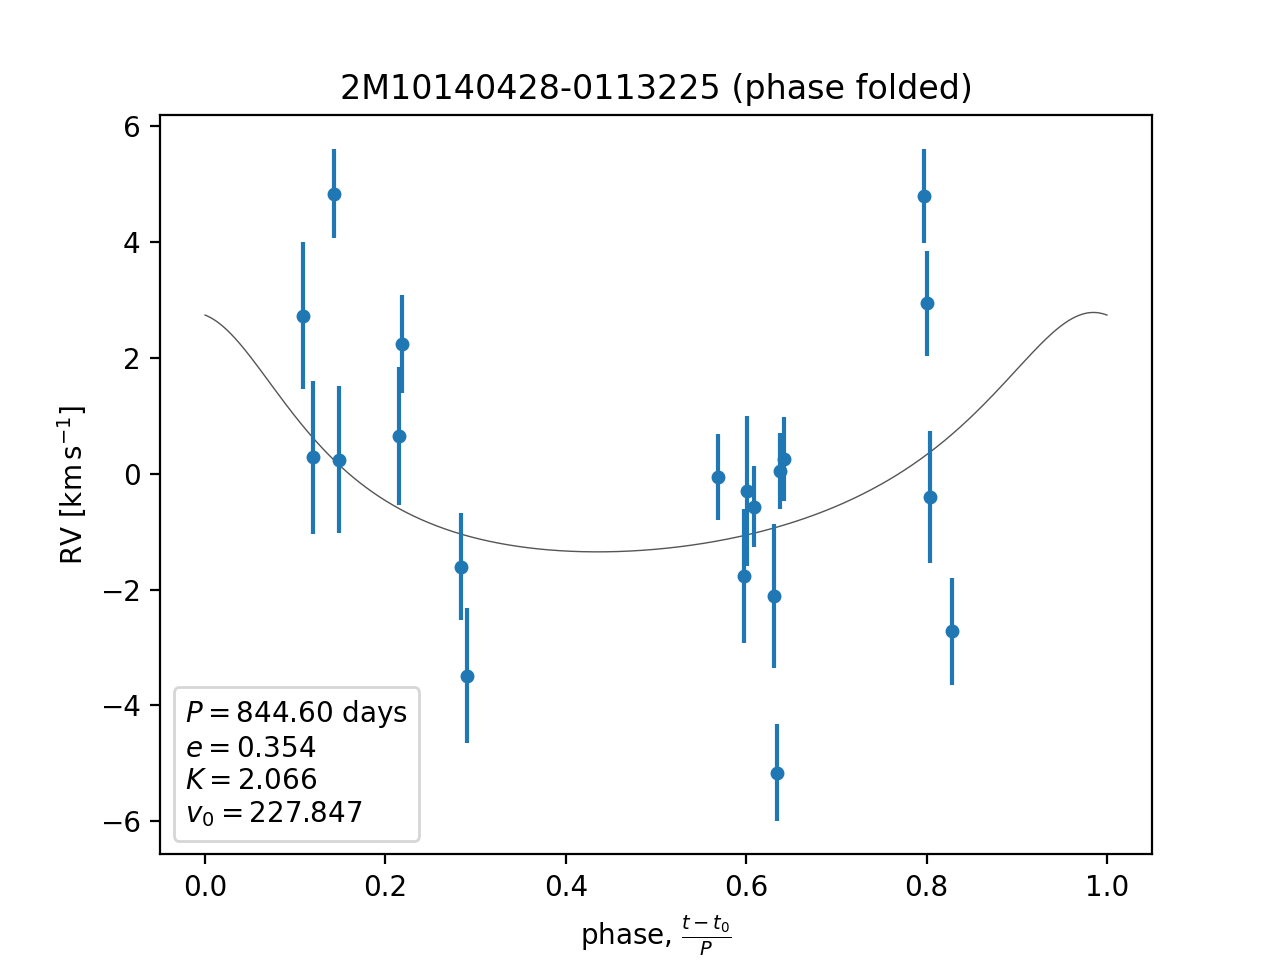 2M10140428-0113225 (phase folded)
6
4
2
0
−2
−4
−6
RV [km s⁻¹]
P = 844.60 days
e = 0.354
K = 2.066
v₀ = 227.847
0.0 0.2 0.4 0.6 0.8 1.0
phase, (t − t₀)/P